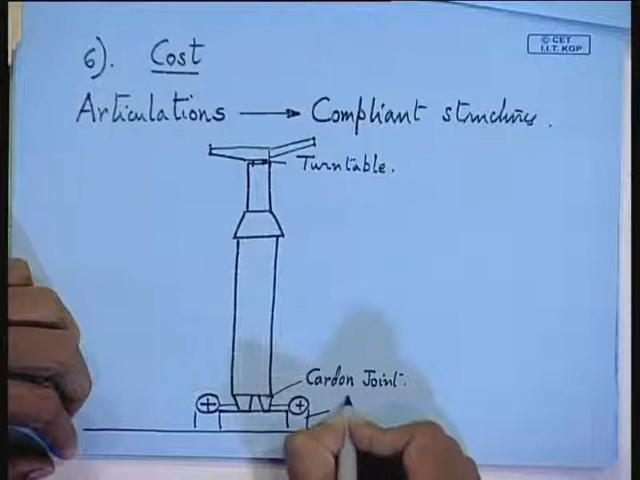 © CET
I.I.T. KGP
6). Cost
Articulations → Compliant structures.
Turntable.
Cardon Joint.